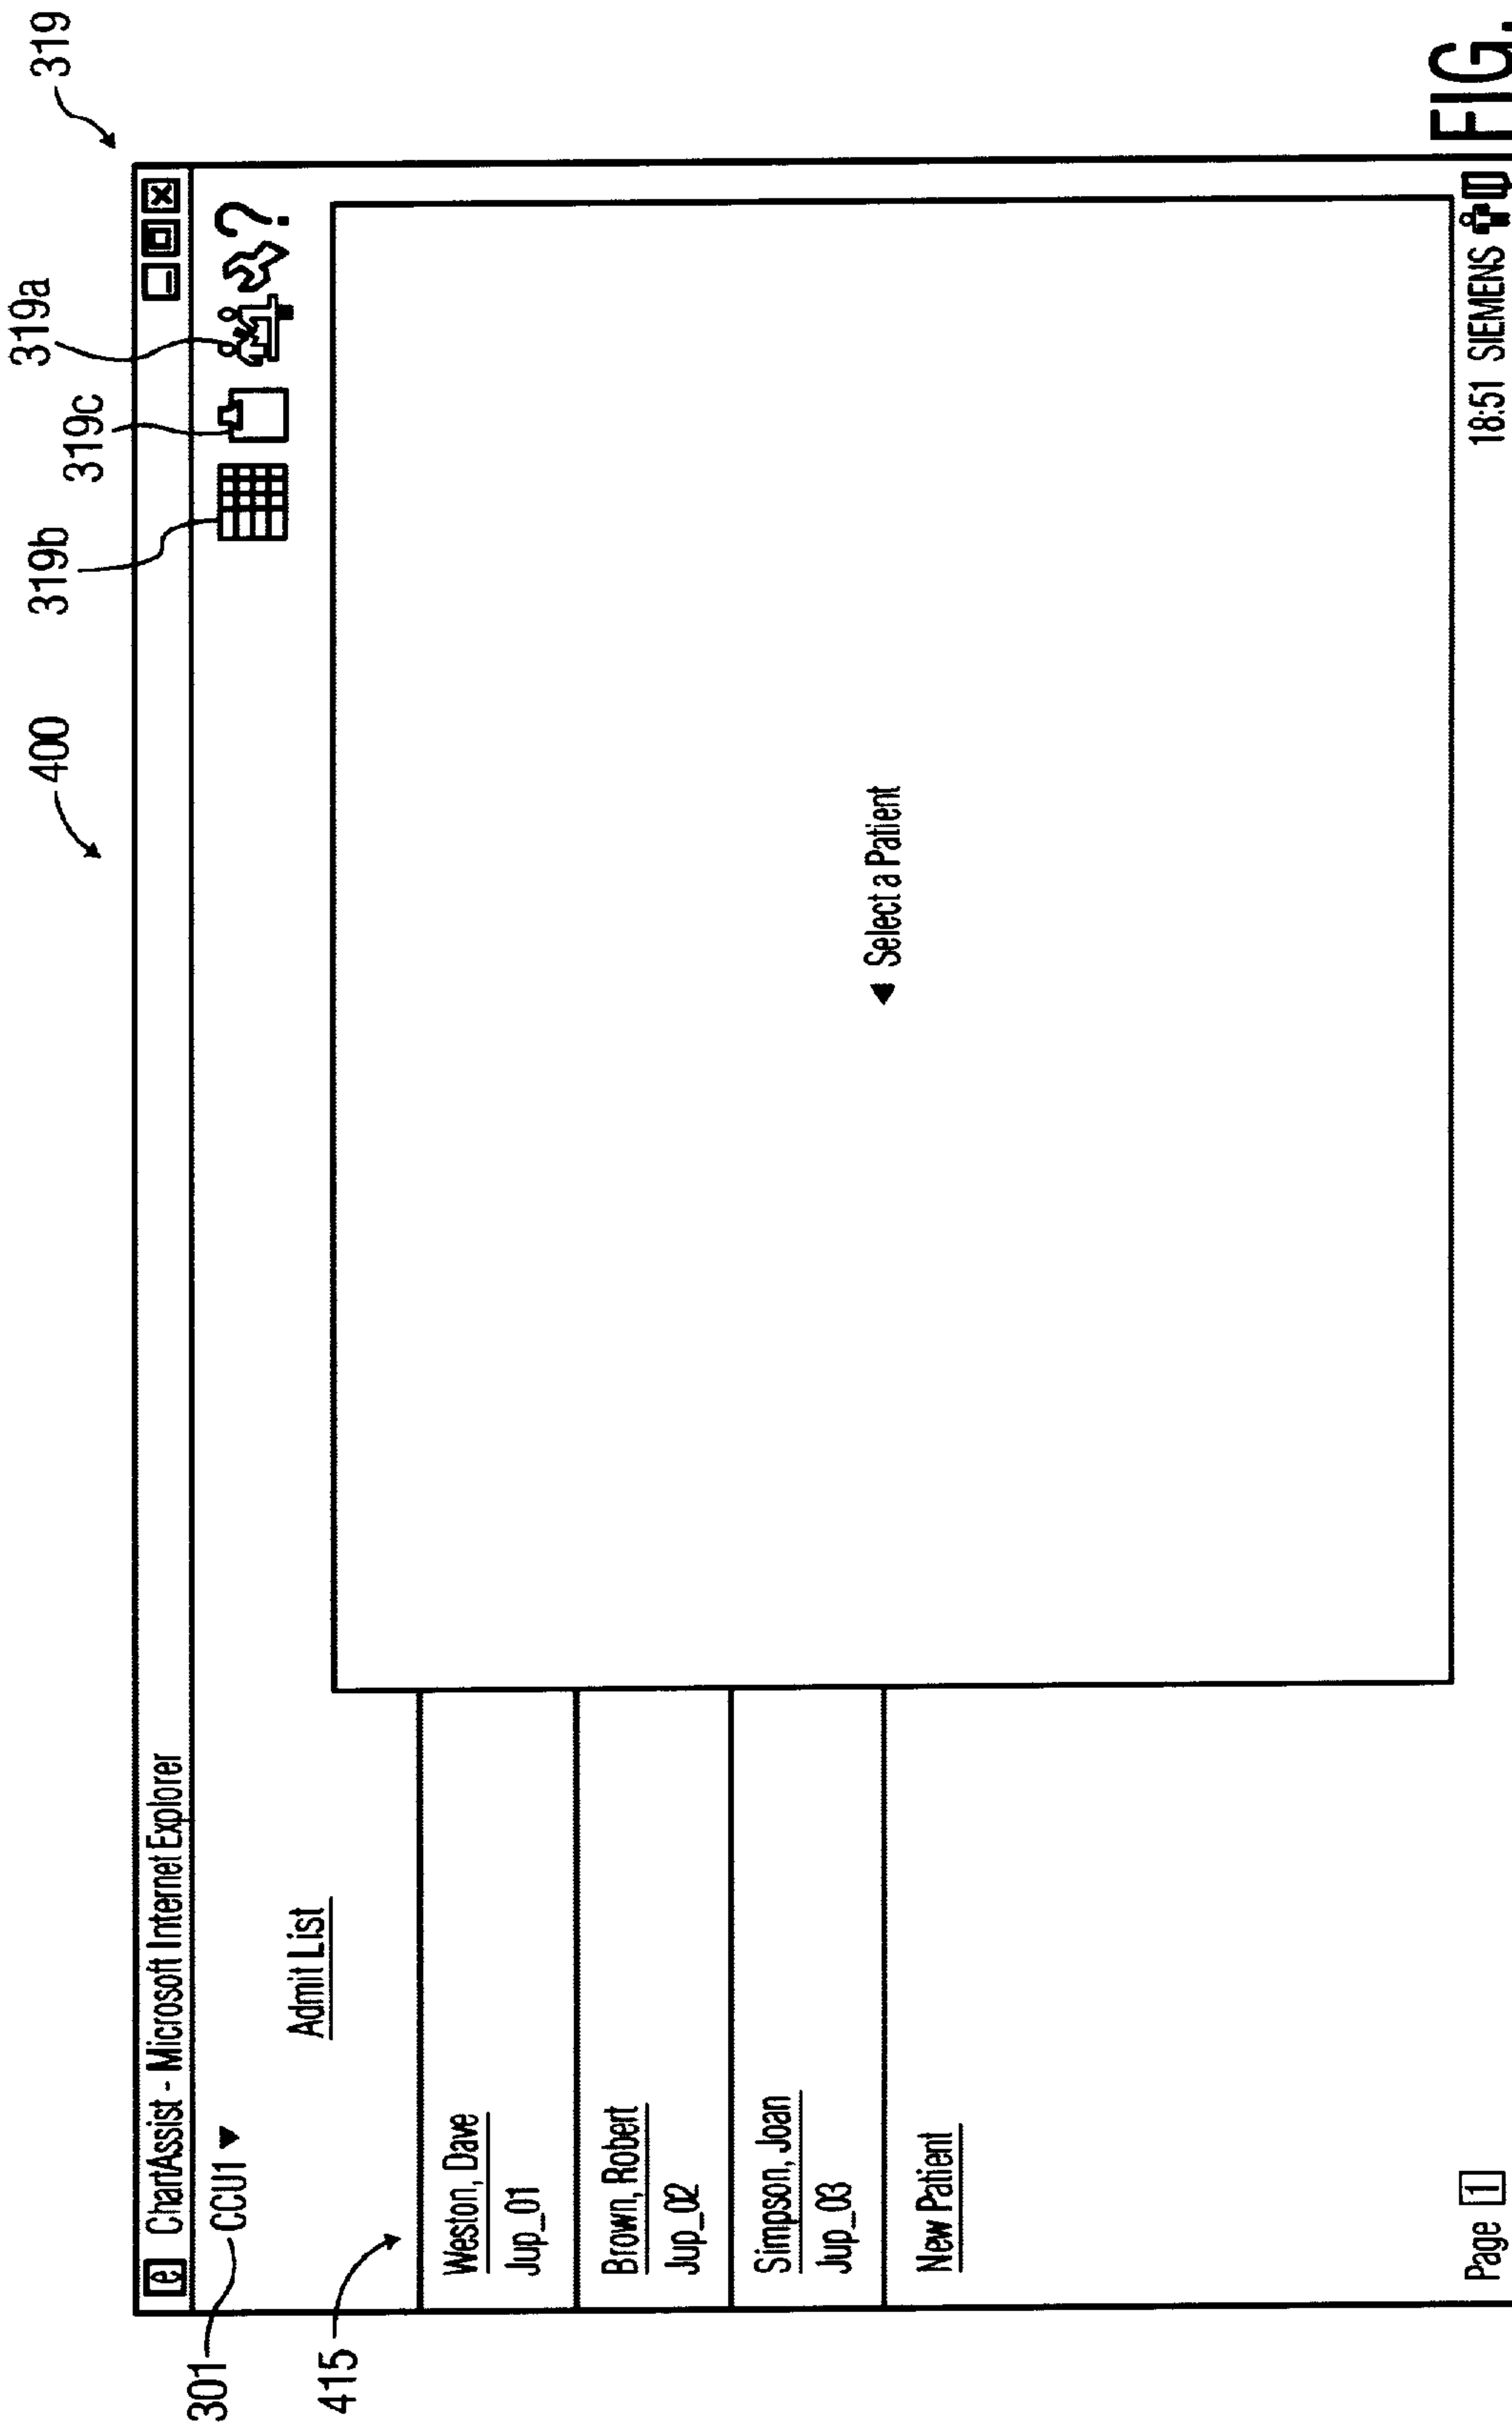 400
319
319b
319c
319a
e ChartAssist - Microsoft Internet Explorer
301
CCU1
?
Admit List
415
Weston, Dave
Jup_01
Brown, Robert
Jup_02
Simpson, Joan
Jup_03
New Patient
Select a Patient
Page 1
18:51 SIEMENS
FIG.